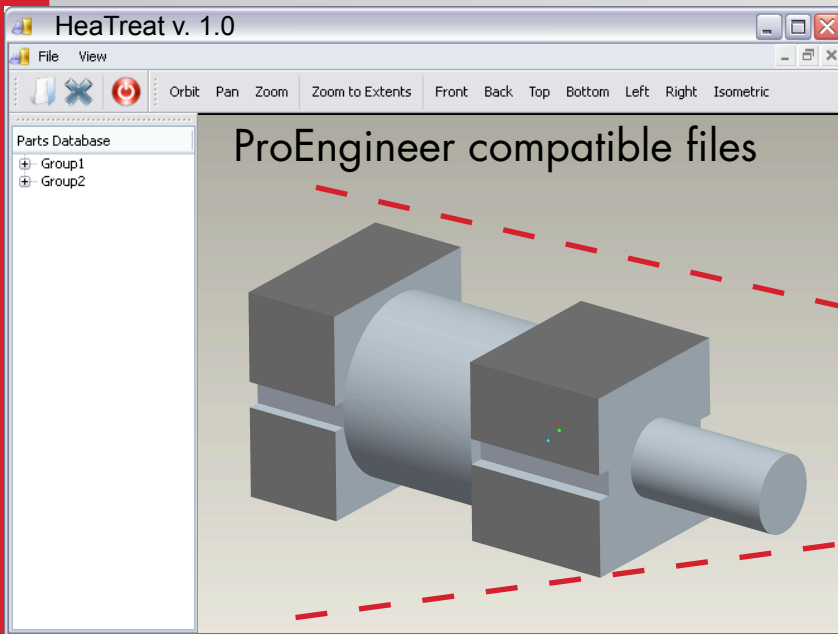 HeaTreat v. 1.0
File View
Orbit Pan Zoom Zoom to Extents Front Back Top Bottom Left Right Isometric
Parts Database
Group1
Group2
ProEngineer compatible files